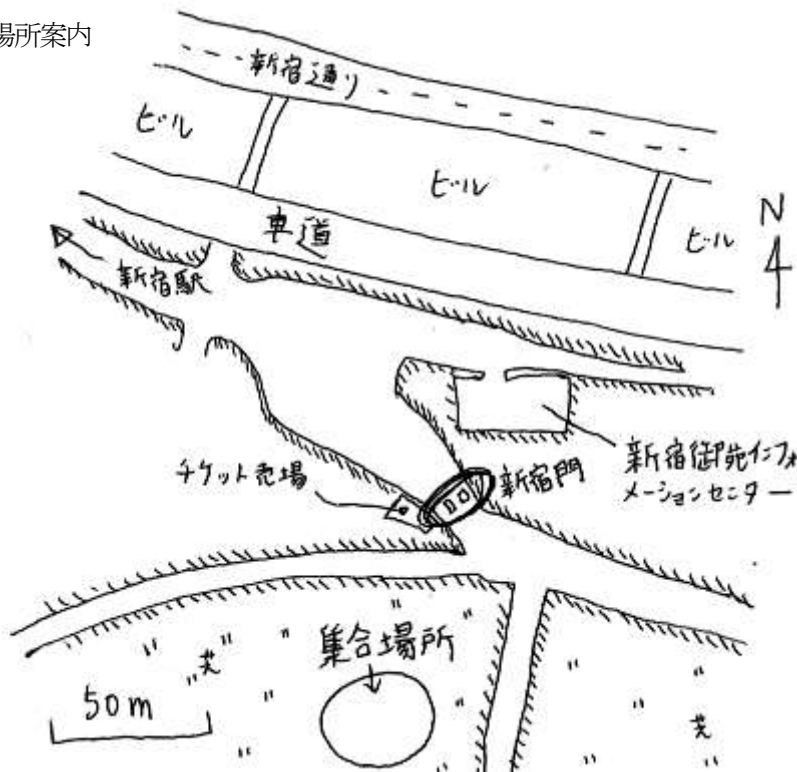 場所案内
新宿通り
ビル
ビル
ビル
N
車道
新宿駅
チケット売場
新宿門
新宿御苑インフォ
メーションセンター
集合場所
50m
芝
芝